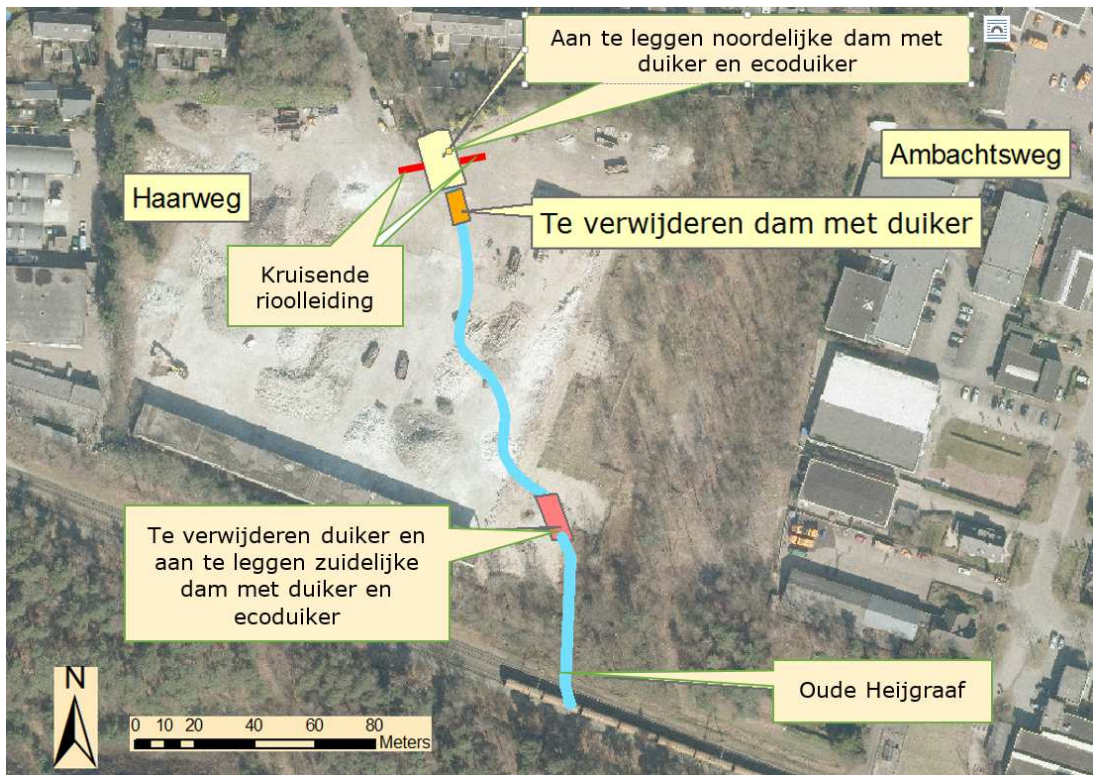 Aan te leggen noordelijke dam met
duiker en ecoduiker
Ambachtsweg
Haarweg
Te verwijderen dam met duiker
Kruisende
rioolleiding
Te verwijderen duiker en
aan te leggen zuidelijke
dam met duiker en
ecoduiker
Oude Heijgraaf
N
0 10 20 40 60 80
Meters